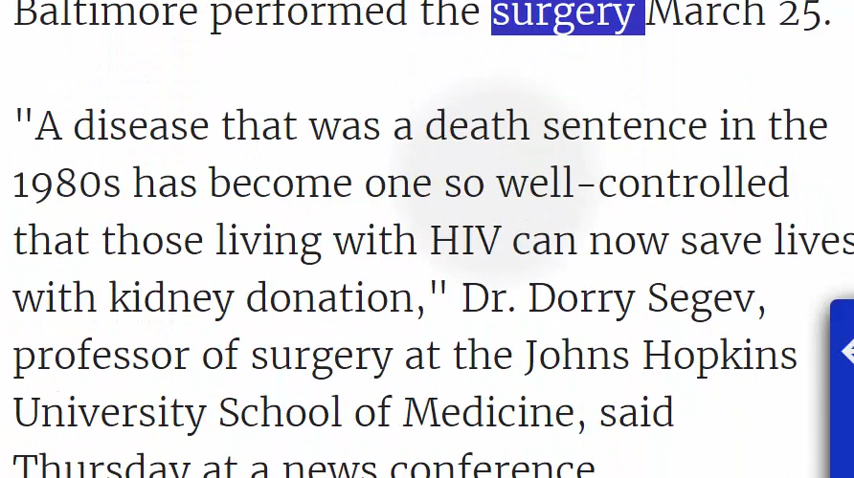 Baltimore performed the surgery March 25.
"A disease that was a death sentence in the
1980s has become one so well-controlled
that those living with HIV can now save lives
with kidney donation," Dr. Dorry Segev,
professor of surgery at the Johns Hopkins
University School of Medicine, said
Thursday at a news conference.